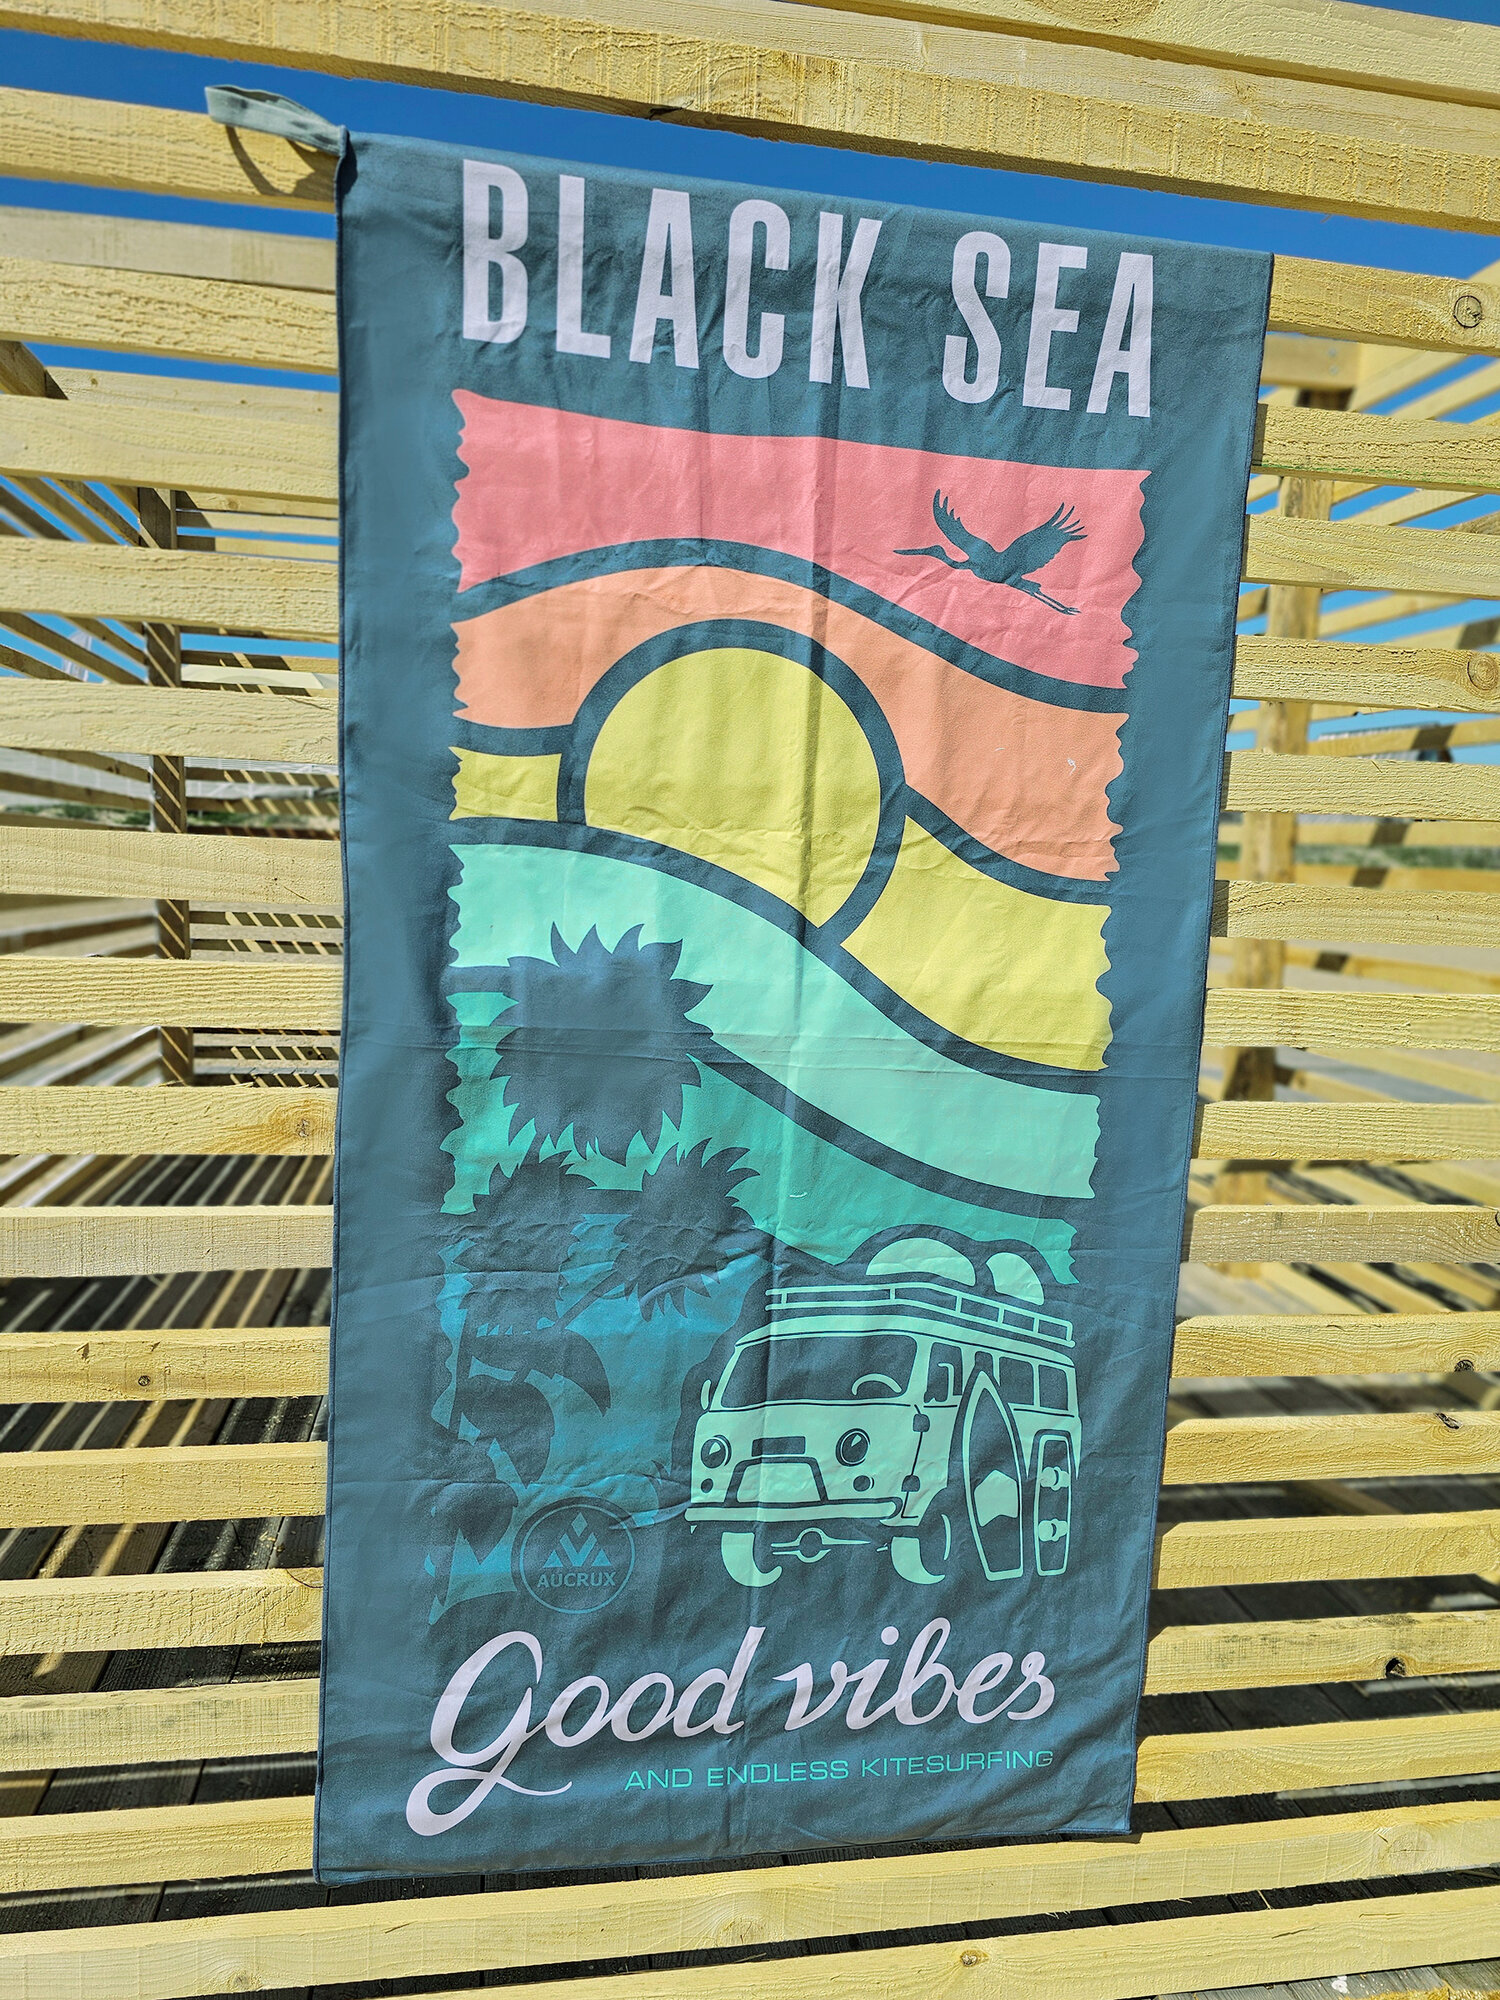 BLACK SEA
AUCRUX
Good vibes
AND ENDLESS KITESURFING